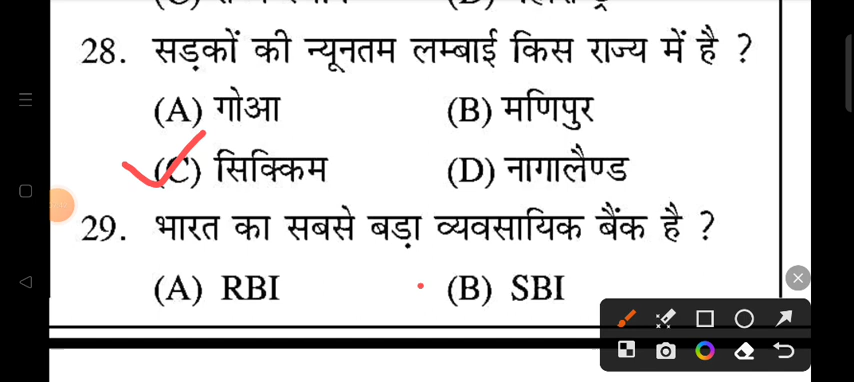 28. सड़कों की न्यूनतम लम्बाई किस राज्य में है ?
(A) गोआ (B) मणिपुर
(C) सिक्किम (D) नागालैण्ड
29. भारत का सबसे बड़ा व्यवसायिक बैंक है ?
(A) RBI (B) SBI